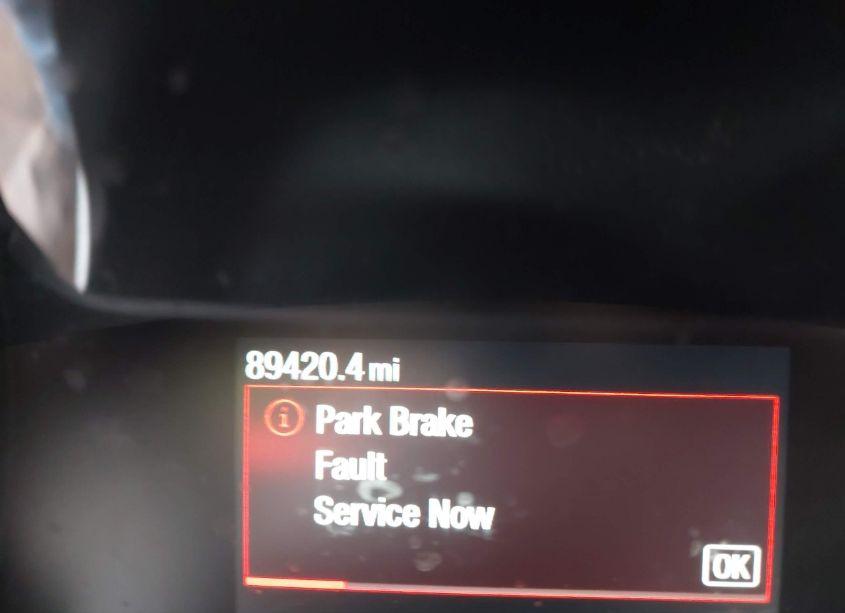 89420.4 mi
i Park Brake
Fault
Service Now
OK